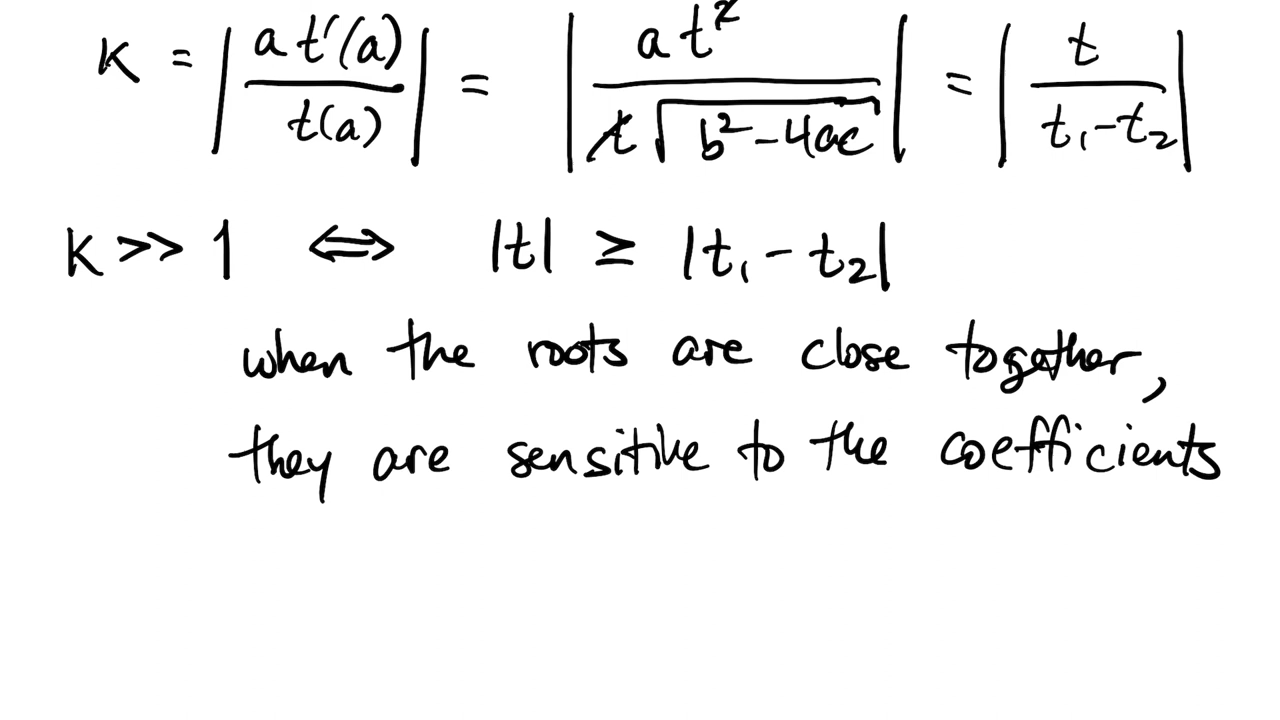 κ = | a t'(a) / t(a) | = | a t² / t √(b²-4ac) | = | t / t₁-t₂ |
κ >> 1 ⇔ |t| ≥ |t₁ - t₂|
when the roots are close together,
they are sensitive to the coefficients